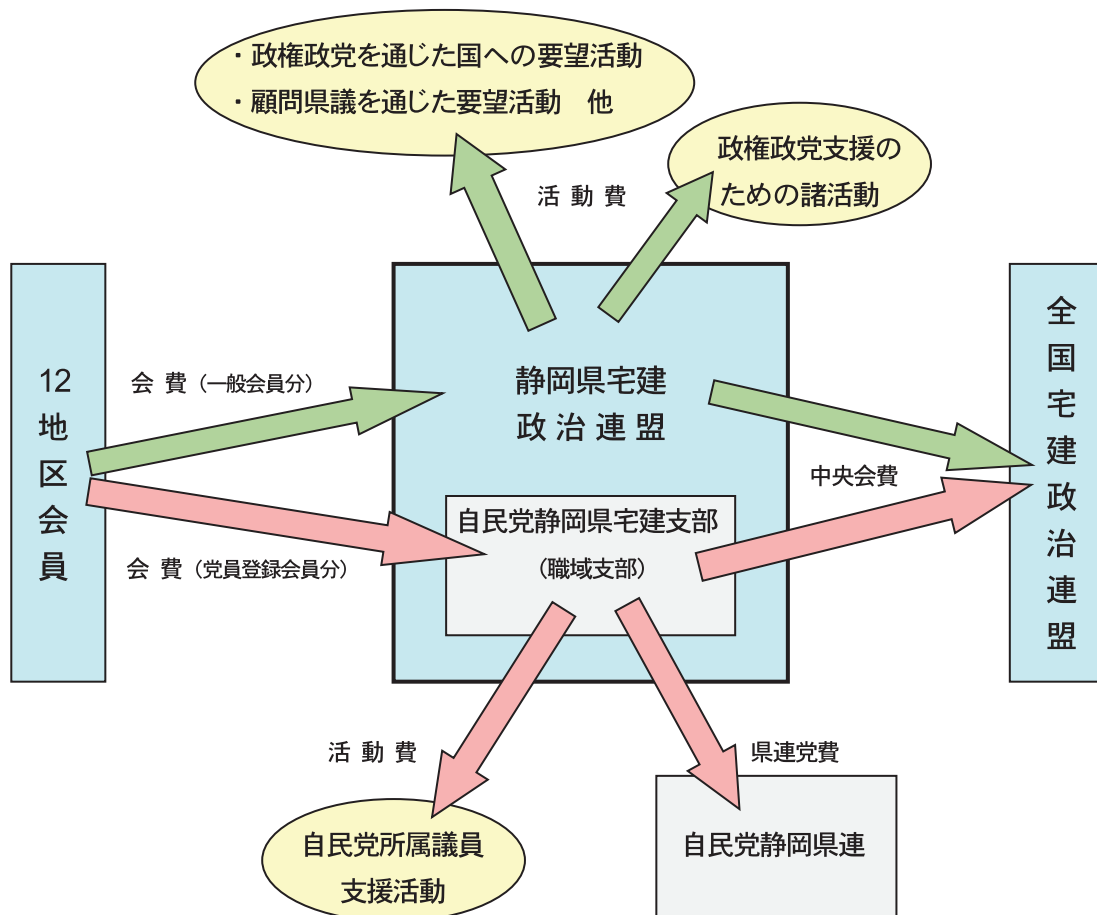 ・政権政党を通じた国への要望活動
・顧問県議を通じた要望活動　他
政権政党支援の
ための諸活動
活 動 費
12地区会員
会 費（一般会員分）
会 費（党員登録会員分）
静岡県宅建
政 治 連 盟
自民党静岡県宅建支部
（職域支部）
中央会費
全国宅建政治連盟
活 動 費
県連党費
自民党所属議員
支援活動
自民党静岡県連